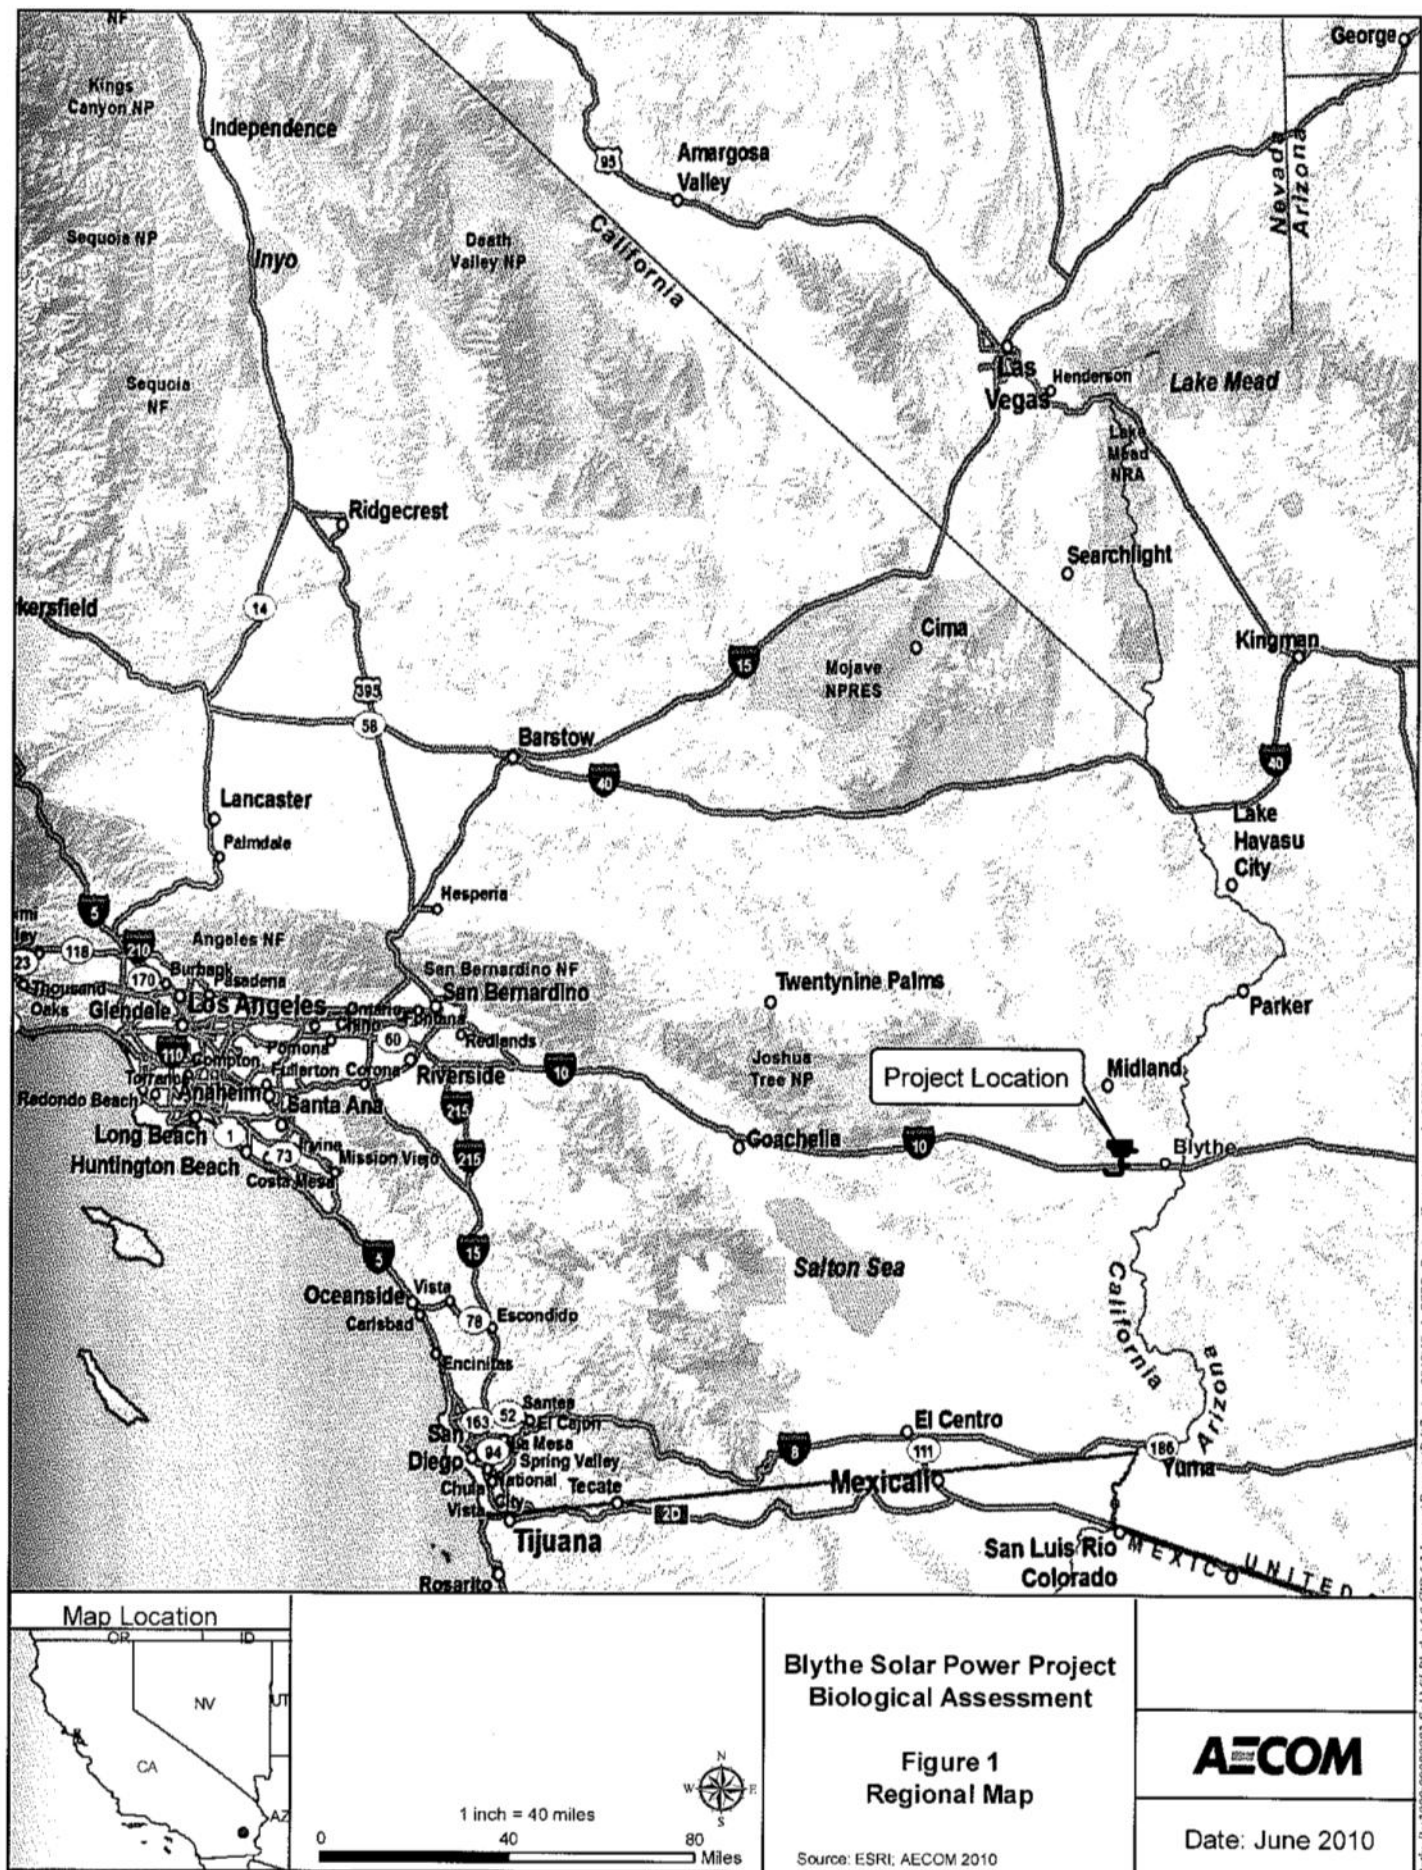 NF
George
Kings
Canyon NP
Independence
95
Amargosa
Valley
Nevada
Arizona
Sequoia NP
Inyo
Death
Valley NP
California
Las
Vegas
Henderson
Lake Mead
Sequoia
NF
Lake
Mead
NRA
Ridgecrest
Searchlight
kersfield
14
Cima
Kingman
15
Mojave
NPRES
395
58
Barstow
40
40
Lancaster
Lake
Havasu
City
Palmdale
Hesperia
5
rmi
ley
118
210
Angeles NF
23
170
Burbank
Pasadena
San Bernardino NF
San Bernardino
Twentynine Palms
Thousand
Oaks
Glendale
Los Angeles
Ontario
Fontana
Chino
Parker
110
Compton
Pomona
60
Redlands
Joshua
Tree NP
Project Location
Midland
Torrance
Fullerton
Corona
Riverside
10
Redondo Beach
Anaheim
Santa Ana
215
Long Beach
1
Irvine
215
Coachella
10
Blythe
Huntington Beach
73
Mission Viejo
Costa Mesa
5
15
Salton Sea
Oceanside
Vista
Carlsbad
78
Escondido
California
Arizona
Encinitas
Santee
163
52
El Cajon
San
Diego
94
La Mesa
Spring Valley
El Centro
111
8
186
Yuma
National
City
Chula
Vista
Tecate
2D
Mexicali
Tijuana
San Luis Rio
Colorado
MEXICO
UNITED
Rosarito
Map Location
OR
ID
NV
UT
CA
AZ
N
W
E
S
1 inch = 40 miles
0
40
80
Miles
Blythe Solar Power Project
Biological Assessment
Figure 1
Regional Map
Source: ESRI; AECOM 2010
AECOM
Date: June 2010